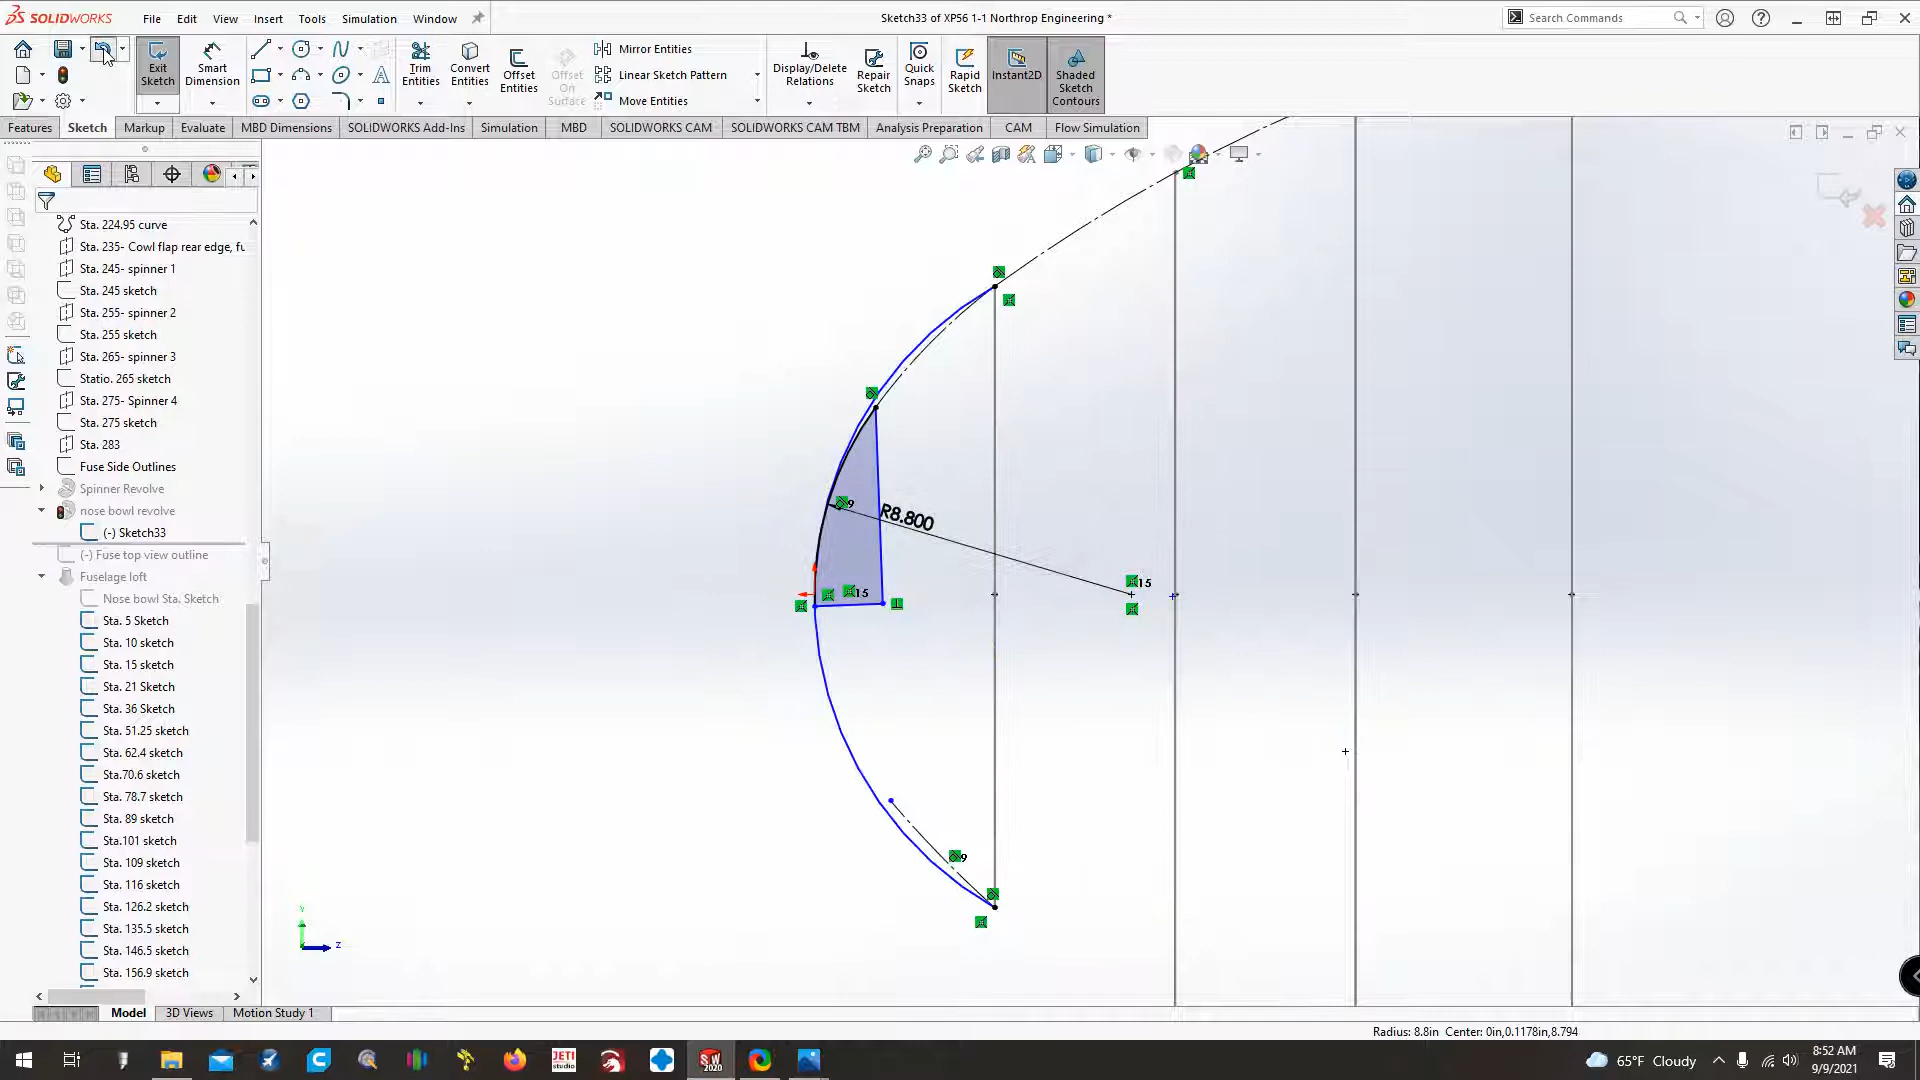 SOLIDWORKS
File Edit View Insert Tools Simulation Window
Sketch33 of XP56 1-1 Northrop Engineering *
Search Commands
Exit Sketch
Smart Dimension
Trim Entities
Convert Entities
Offset Entities
Offset On Surface
Mirror Entities
Linear Sketch Pattern
Move Entities
Display/Delete Relations
Repair Sketch
Quick Snaps
Rapid Sketch
Instant2D
Shaded Sketch Contours
Features Sketch Markup Evaluate MBD Dimensions SOLIDWORKS Add-Ins Simulation MBD SOLIDWORKS CAM SOLIDWORKS CAM TBM Analysis Preparation CAM Flow Simulation
Sta. 224.95 curve
Sta. 235- Cowl flap rear edge, fu
Sta. 245- spinner 1
Sta. 245 sketch
Sta. 255- spinner 2
Sta. 255 sketch
Sta. 265- spinner 3
Statio. 265 sketch
Sta. 275- Spinner 4
Sta. 275 sketch
Sta. 283
Fuse Side Outlines
Spinner Revolve
nose bowl revolve
(-) Sketch33
(-) Fuse top view outline
Fuselage loft
Nose bowl Sta. Sketch
Sta. 5 Sketch
Sta. 10 sketch
Sta. 15 sketch
Sta. 21 Sketch
Sta. 36 Sketch
Sta. 51.25 sketch
Sta. 62.4 sketch
Sta.70.6 sketch
Sta. 78.7 sketch
Sta. 89 sketch
Sta.101 sketch
Sta. 109 sketch
Sta. 116 sketch
Sta. 126.2 sketch
Sta. 135.5 sketch
Sta. 146.5 sketch
Sta. 156.9 sketch
9
R8.800
15
15
9
Y
Z
Model 3D Views Motion Study 1
Radius: 8.8in Center: 0in,0.1178in,8.794
JETI studio
SW 2020
65°F Cloudy
8:52 AM
9/9/2021